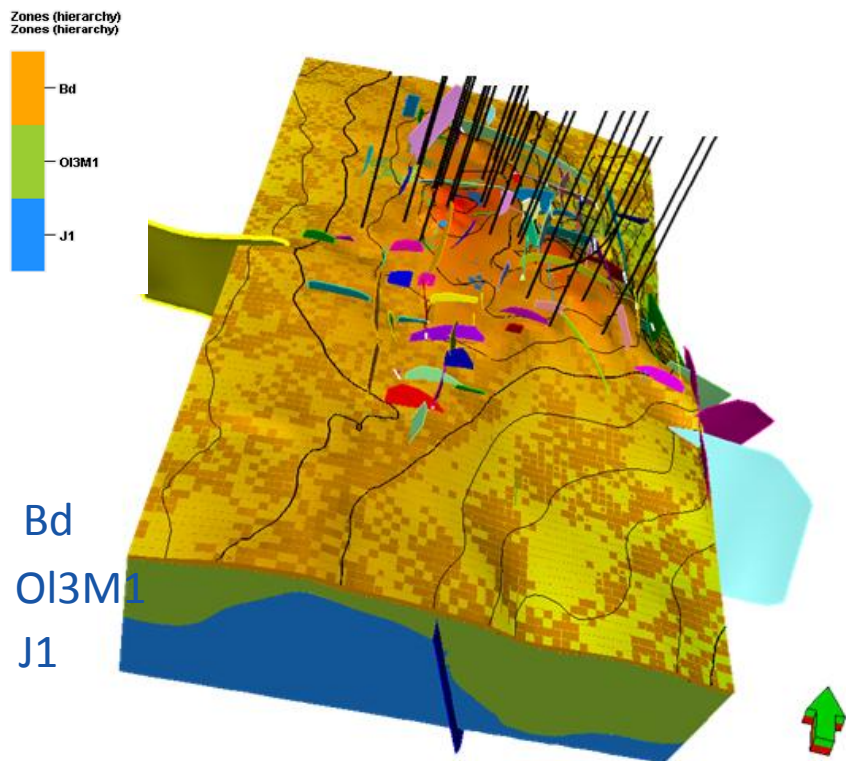 Zones (hierarchy)
Zones (hierarchy)
Bd
Ol3M1
J1
Bd
Ol3M1
J1